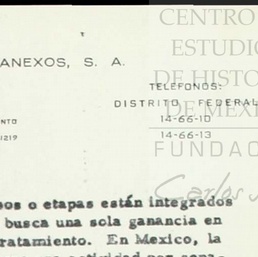 CENTRO
ESTUDIO
ANEXOS, S. A.
DE HISTO
TELEFONOS:
DISTRITO FEDERAL
DE MEXI
NTO
14-66-10
1219
14-66-13
FUNDAC
Carlos
os o etapas están integrados
busca una sola ganancia en
ratamiento. En Mexico, la